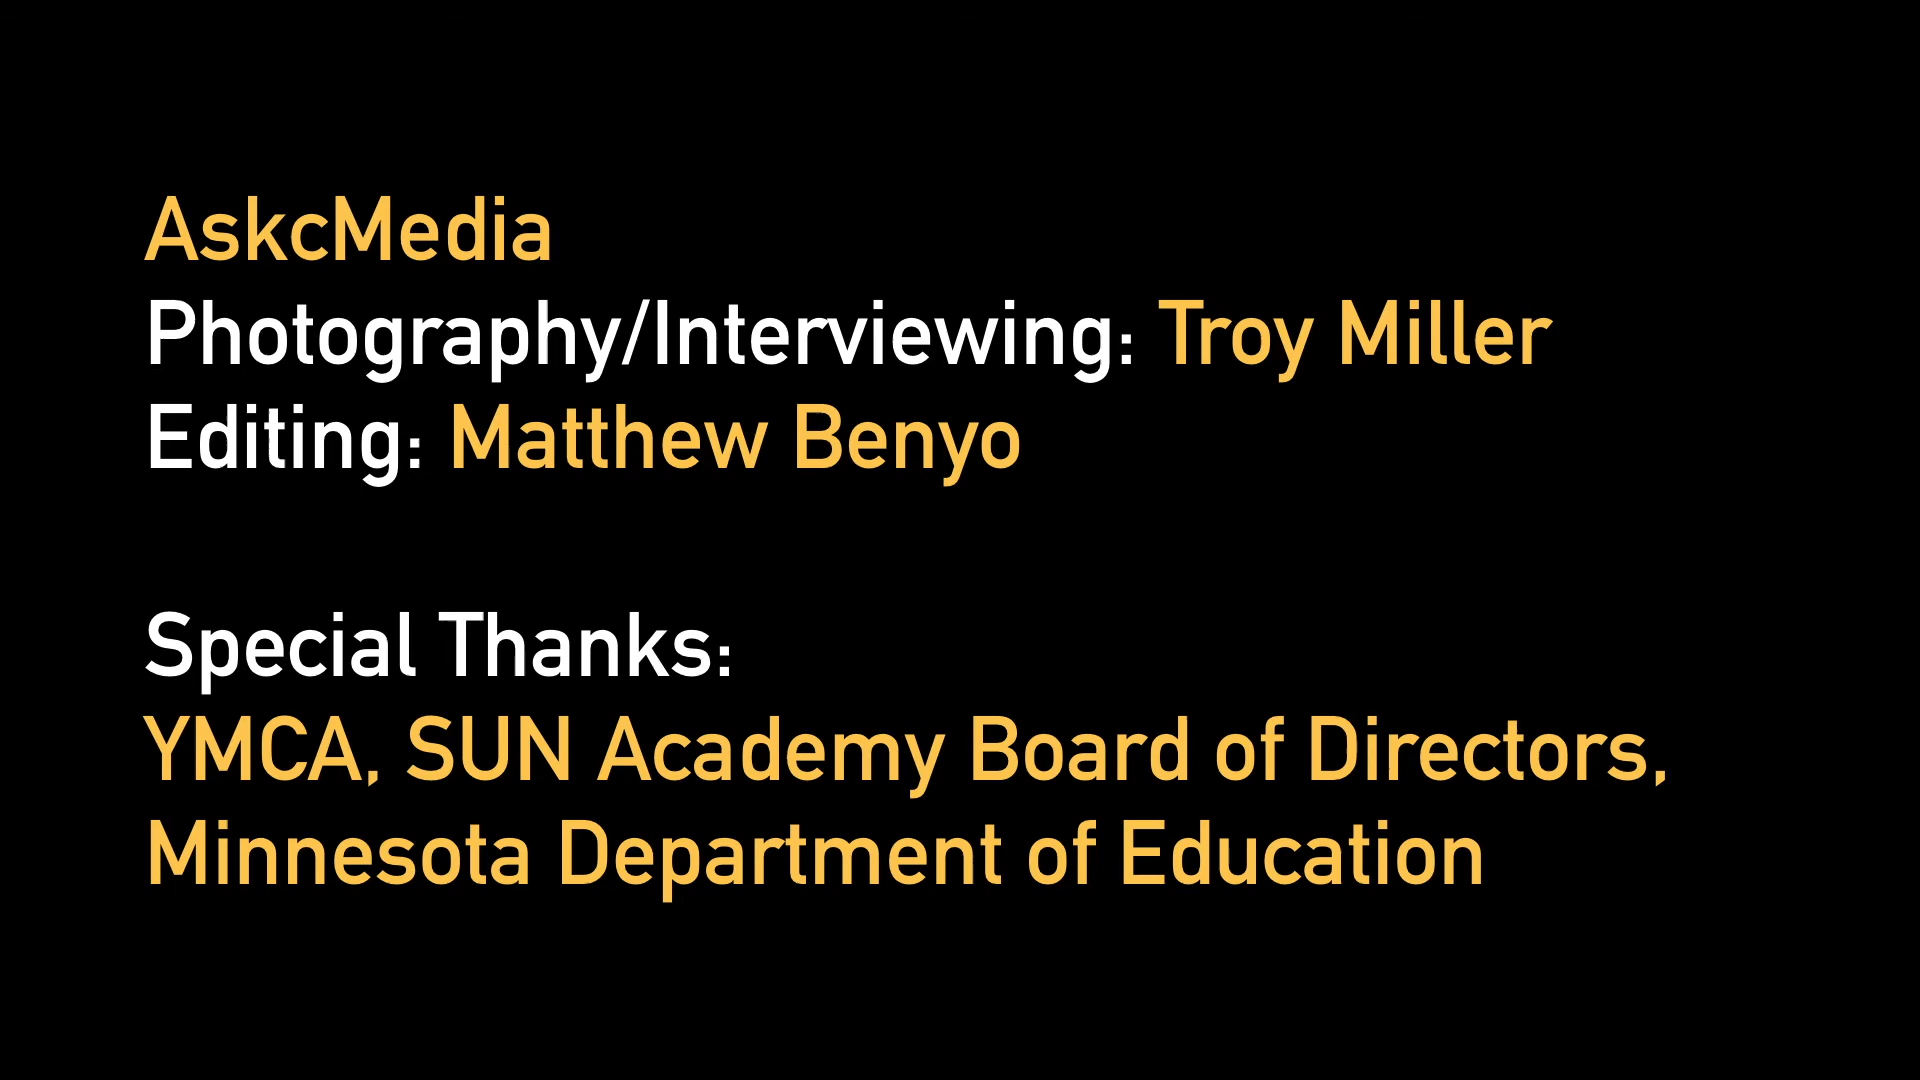 AskcMedia
Photography/Interviewing: Troy Miller
Editing: Matthew Benyo
Special Thanks:
YMCA, SUN Academy Board of Directors,
Minnesota Department of Education